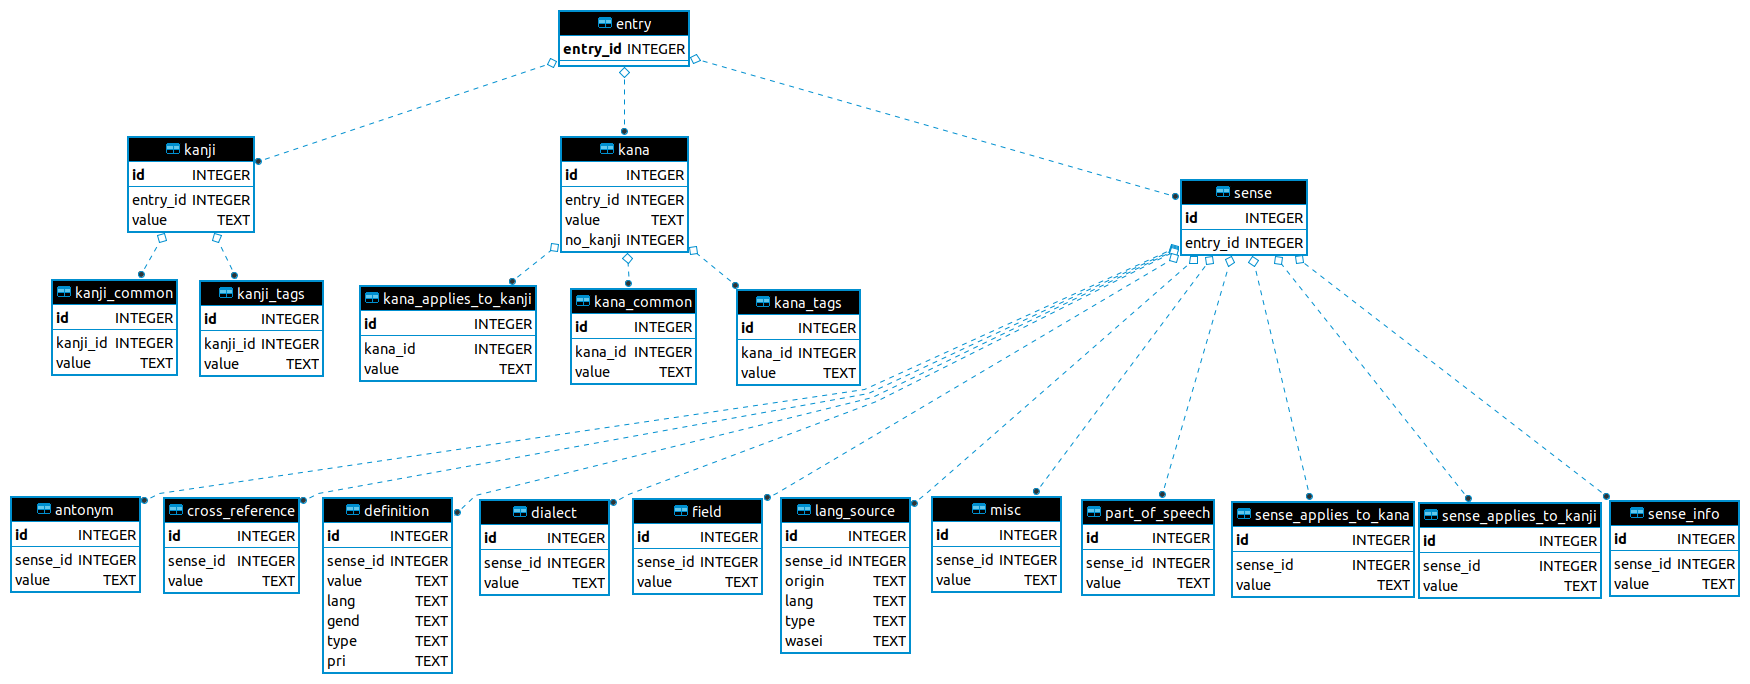 entry
entry_id INTEGER
kanji
id INTEGER
entry_id INTEGER
value TEXT
kana
id INTEGER
entry_id INTEGER
value TEXT
no_kanji INTEGER
sense
id INTEGER
entry_id INTEGER
kanji_common
id INTEGER
kanji_id INTEGER
value TEXT
kanji_tags
id INTEGER
kanji_id INTEGER
value TEXT
kana_applies_to_kanji
id INTEGER
kana_id INTEGER
value TEXT
kana_common
id INTEGER
kana_id INTEGER
value TEXT
kana_tags
id INTEGER
kana_id INTEGER
value TEXT
antonym
id INTEGER
sense_id INTEGER
value TEXT
cross_reference
id INTEGER
sense_id INTEGER
value TEXT
definition
id INTEGER
sense_id INTEGER
value TEXT
lang TEXT
gend TEXT
type TEXT
pri TEXT
dialect
id INTEGER
sense_id INTEGER
value TEXT
field
id INTEGER
sense_id INTEGER
value TEXT
lang_source
id INTEGER
sense_id INTEGER
origin TEXT
lang TEXT
type TEXT
wasei TEXT
misc
id INTEGER
sense_id INTEGER
value TEXT
part_of_speech
id INTEGER
sense_id INTEGER
value TEXT
sense_applies_to_kana
id INTEGER
sense_id INTEGER
value TEXT
sense_applies_to_kanji
id INTEGER
sense_id INTEGER
value TEXT
sense_info
id INTEGER
sense_id INTEGER
value TEXT